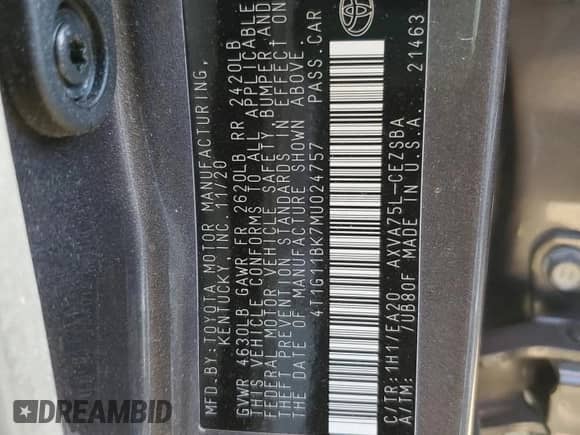 MFD.BY:TOYOTA MOTOR MANUFACTURING,
KENTUCKY, INC. 11/20
GVWR 4630LB GAWR FR 2620LB RR 2420LB
THIS VEHICLE CONFORMS TO ALL APPLICABLE
FEDERAL MOTOR VEHICLE SAFETY, BUMPER AND
THEFT PREVENTION STANDARDS IN EFFECT ON
THE DATE OF MANUFACTURE SHOWN ABOVE.
4T1G11BK7MU024757 PASS.CAR
C/TR:1H1/EA20 AXVA75L-CEZSBA
A/TM: /UB80F MADE IN U.S.A. 21463
DREAMBID